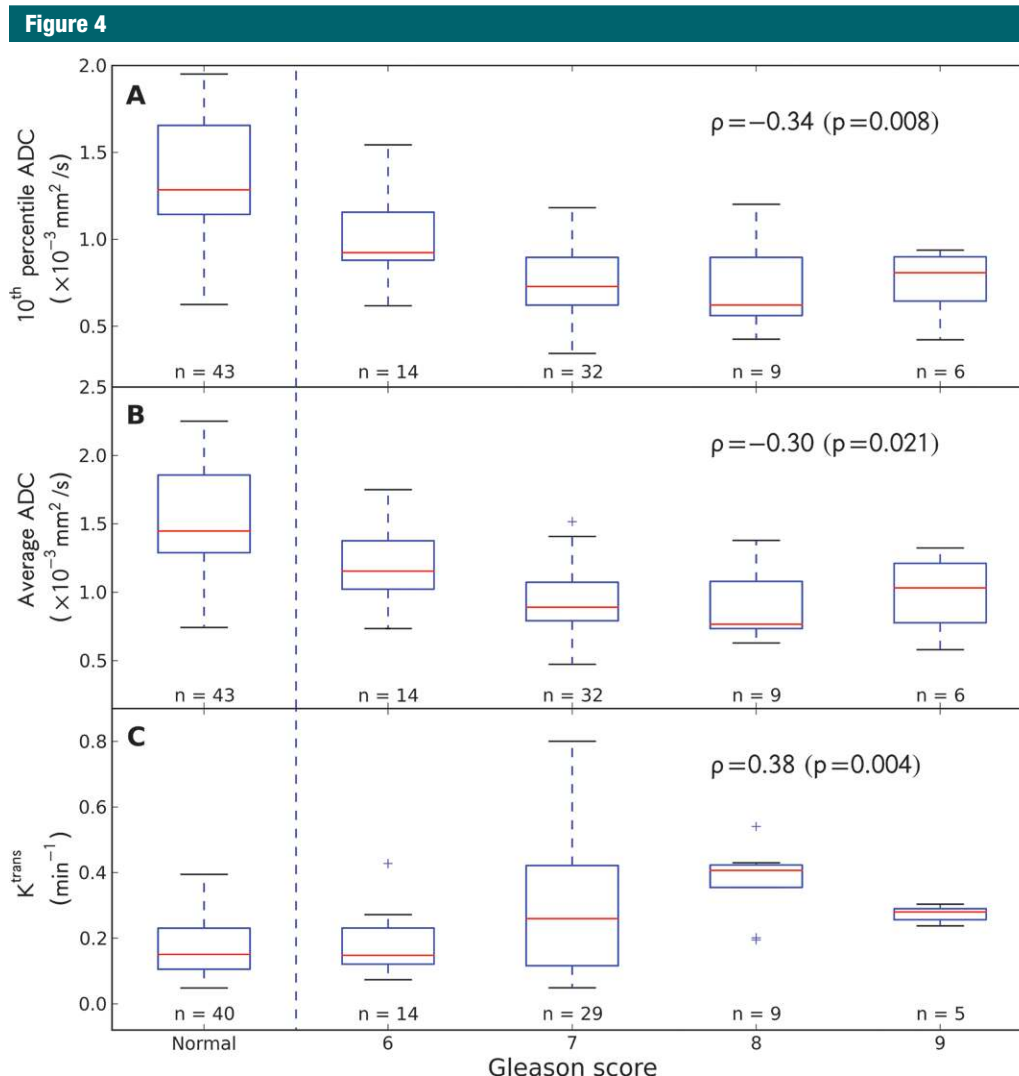 Figure 4
10th percentile ADC
(×10−3 mm2/s)
2.0
1.5
1.0
0.5
A
ρ=−0.34 (p=0.008)
n = 43
n = 14
n = 32
n = 9
n = 6
Average ADC
(×10−3 mm2/s)
2.5
2.0
1.5
1.0
0.5
B
ρ=−0.30 (p=0.021)
n = 43
n = 14
n = 32
n = 9
n = 6
Ktrans
(min−1)
0.8
0.6
0.4
0.2
0.0
C
ρ=0.38 (p=0.004)
n = 40
n = 14
n = 29
n = 9
n = 5
Normal
6
7
8
9
Gleason score